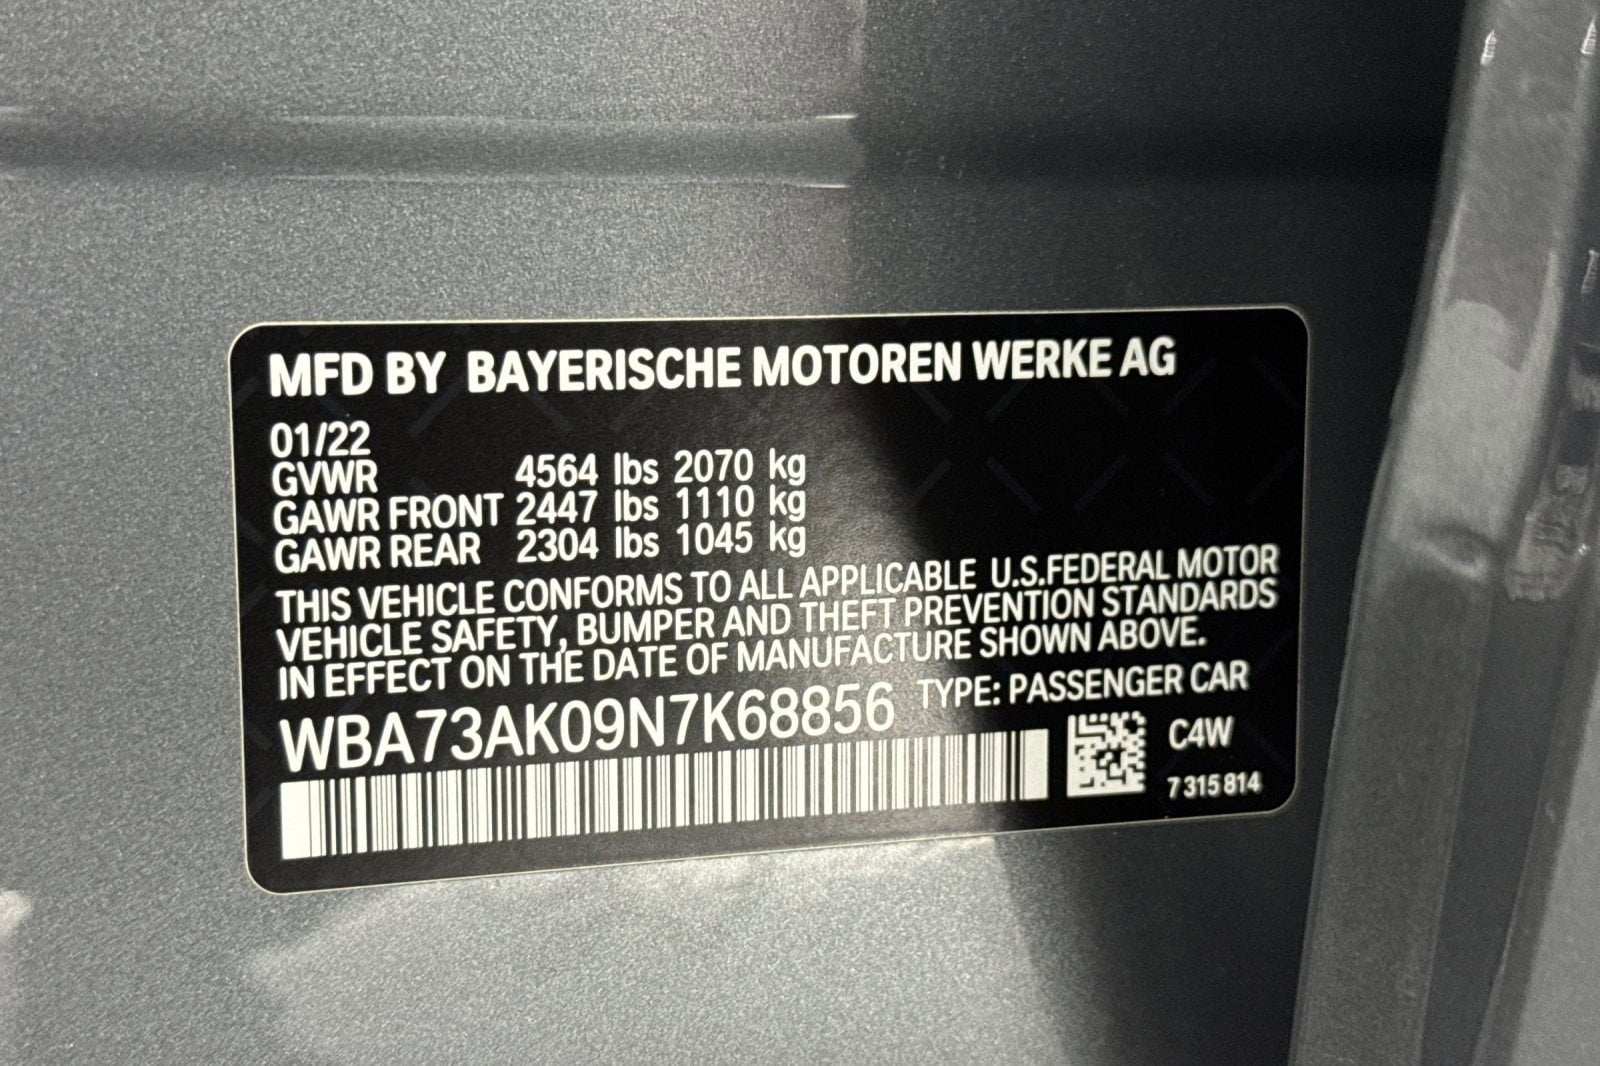 MFD BY BAYERISCHE MOTOREN WERKE AG
01/22
GVWR 4564 lbs 2070 kg
GAWR FRONT 2447 lbs 1110 kg
GAWR REAR 2304 lbs 1045 kg
THIS VEHICLE CONFORMS TO ALL APPLICABLE U.S.FEDERAL MOTOR
VEHICLE SAFETY, BUMPER AND THEFT PREVENTION STANDARDS
IN EFFECT ON THE DATE OF MANUFACTURE SHOWN ABOVE.
WBA73AK09N7K68856 TYPE: PASSENGER CAR
C4W
7 315 814